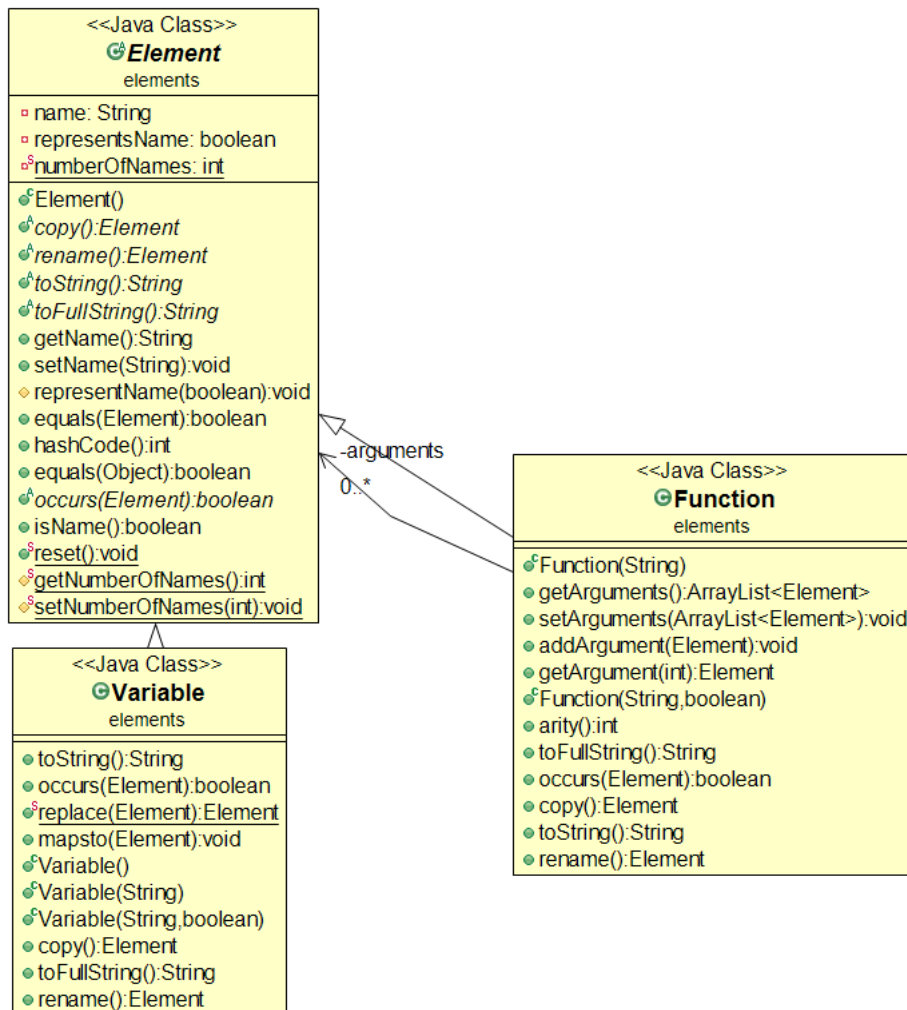 <<Java Class>>
Element
elements
name: String
representsName: boolean
numberOfNames: int
Element()
copy():Element
rename():Element
toString():String
toFullString():String
getName():String
setName(String):void
representName(boolean):void
equals(Element):boolean
hashCode():int
equals(Object):boolean
occurs(Element):boolean
isName():boolean
reset():void
getNumberOfNames():int
setNumberOfNames(int):void
-arguments
0..*
<<Java Class>>
Function
elements
Function(String)
getArguments():ArrayList<Element>
setArguments(ArrayList<Element>):void
addArgument(Element):void
getArgument(int):Element
Function(String,boolean)
arity():int
toFullString():String
occurs(Element):boolean
copy():Element
toString():String
rename():Element
<<Java Class>>
Variable
elements
toString():String
occurs(Element):boolean
replace(Element):Element
mapsto(Element):void
Variable()
Variable(String)
Variable(String,boolean)
copy():Element
toFullString():String
rename():Element